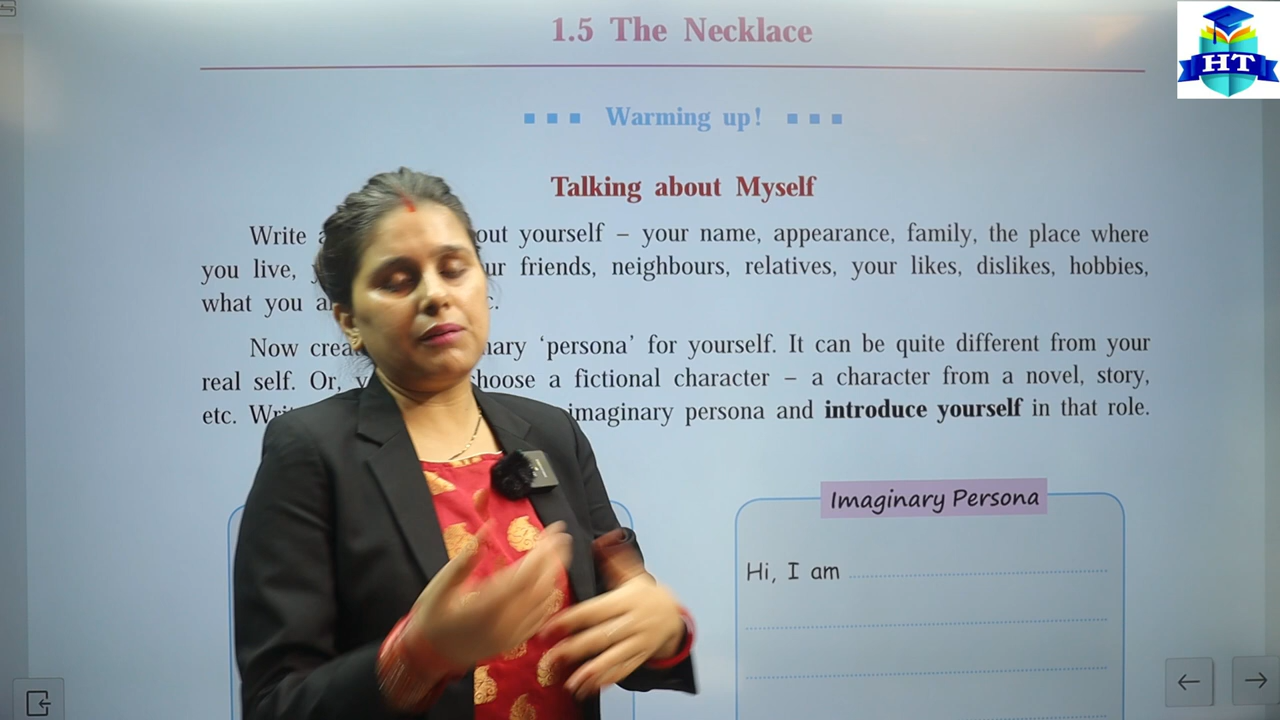 1.5 The Necklace
HT
Warming up!
Talking about Myself
Write out yourself – your name, appearance, family, the place where
you live, ur friends, neighbours, relatives, your likes, dislikes, hobbies,
what you
Now nary ‘persona’ for yourself. It can be quite different from your
real self. Or, choose a fictional character – a character from a novel, story,
etc. imaginary persona and introduce yourself in that role.
Imaginary Persona
Hi, I am